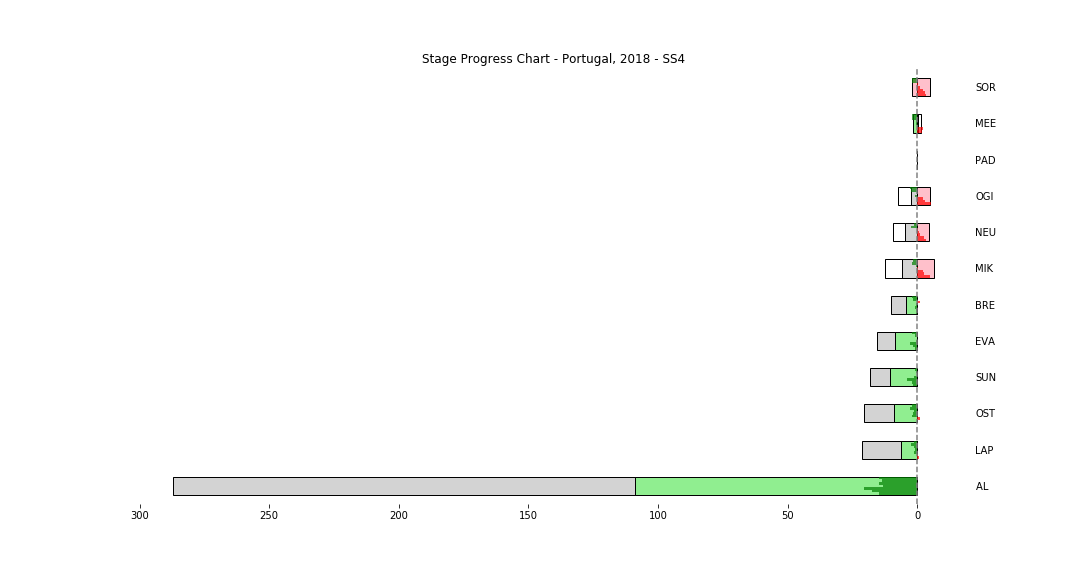 Stage Progress Chart - Portugal, 2018 - SS4
SOR
MEE
PAD
OGI
NEU
MIK
BRE
EVA
SUN
OST
LAP
AL
300 250 200 150 100 50 0